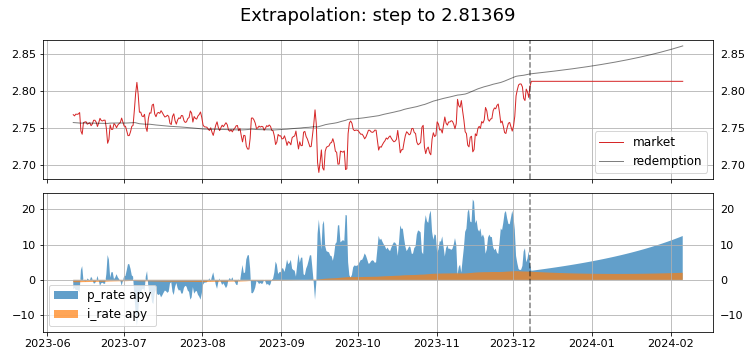 Extrapolation: step to 2.81369
2.85 2.85
2.80 2.80
2.75 2.75
2.70 2.70
market
redemption
20 20
10 10
0 0
−10 −10
p_rate apy
i_rate apy
2023-06 2023-07 2023-08 2023-09 2023-10 2023-11 2023-12 2024-01 2024-02